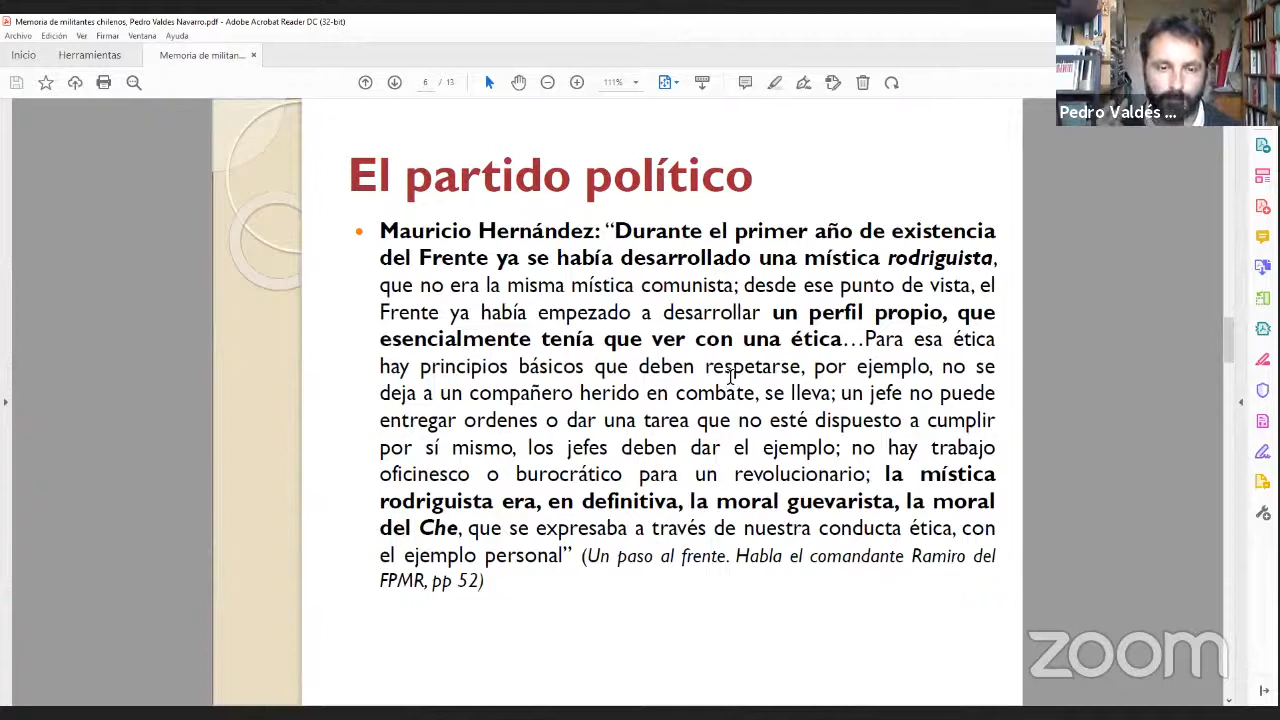 Memoria de militantes chilenos, Pedro Valdes Navarro.pdf - Adobe Acrobat Reader DC (32-bit)
Archivo Edición Ver Firmar Ventana Ayuda
Inicio Herramientas Memoria de militan... ×
6 / 13 111%
Pedro Valdés ...
El partido político
• Mauricio Hernández: “Durante el primer año de existencia
del Frente ya se había desarrollado una mística rodriguista,
que no era la misma mística comunista; desde ese punto de vista, el
Frente ya había empezado a desarrollar un perfil propio, que
esencialmente tenía que ver con una ética…Para esa ética
hay principios básicos que deben respetarse, por ejemplo, no se
deja a un compañero herido en combate, se lleva; un jefe no puede
entregar ordenes o dar una tarea que no esté dispuesto a cumplir
por sí mismo, los jefes deben dar el ejemplo; no hay trabajo
oficinesco o burocrático para un revolucionario; la mística
rodriguista era, en definitiva, la moral guevarista, la moral
del Che, que se expresaba a través de nuestra conducta ética, con
el ejemplo personal” (Un paso al frente. Habla el comandante Ramiro del
FPMR, pp 52)
zoom